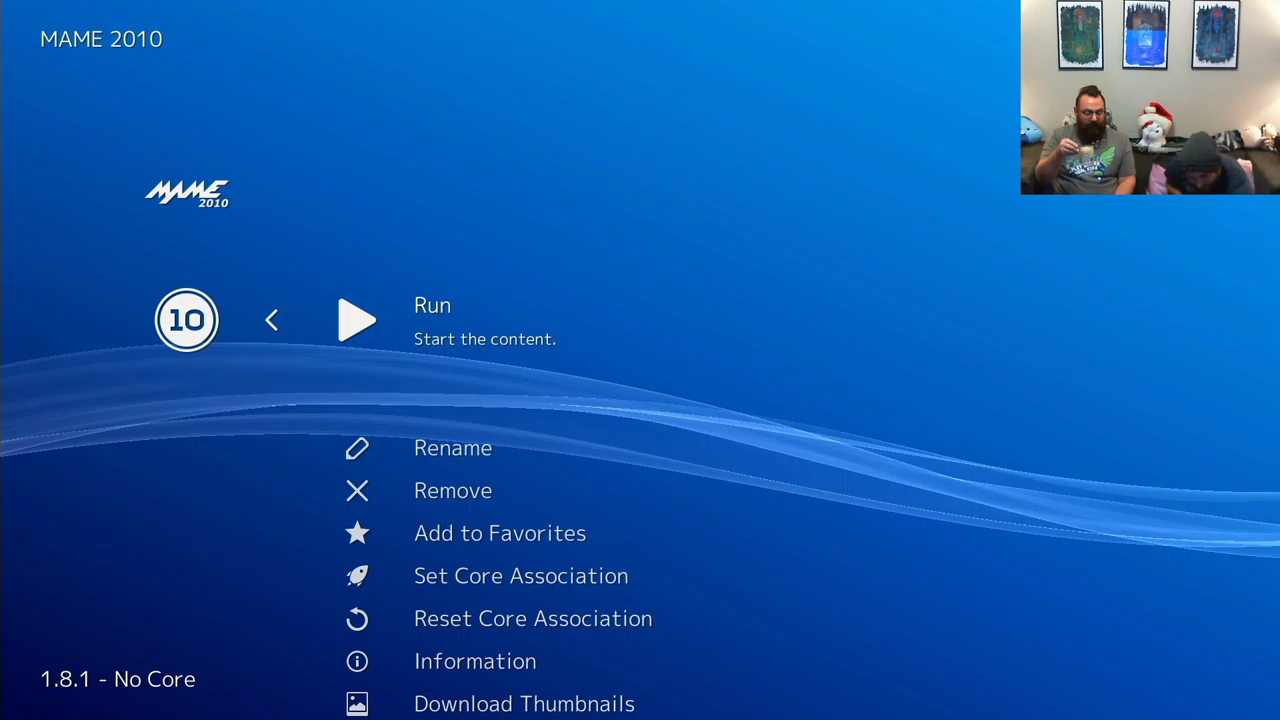 MAME 2010
MAME
2010
10
Run
Start the content.
Rename
Remove
Add to Favorites
Set Core Association
Reset Core Association
Information
Download Thumbnails
1.8.1 - No Core